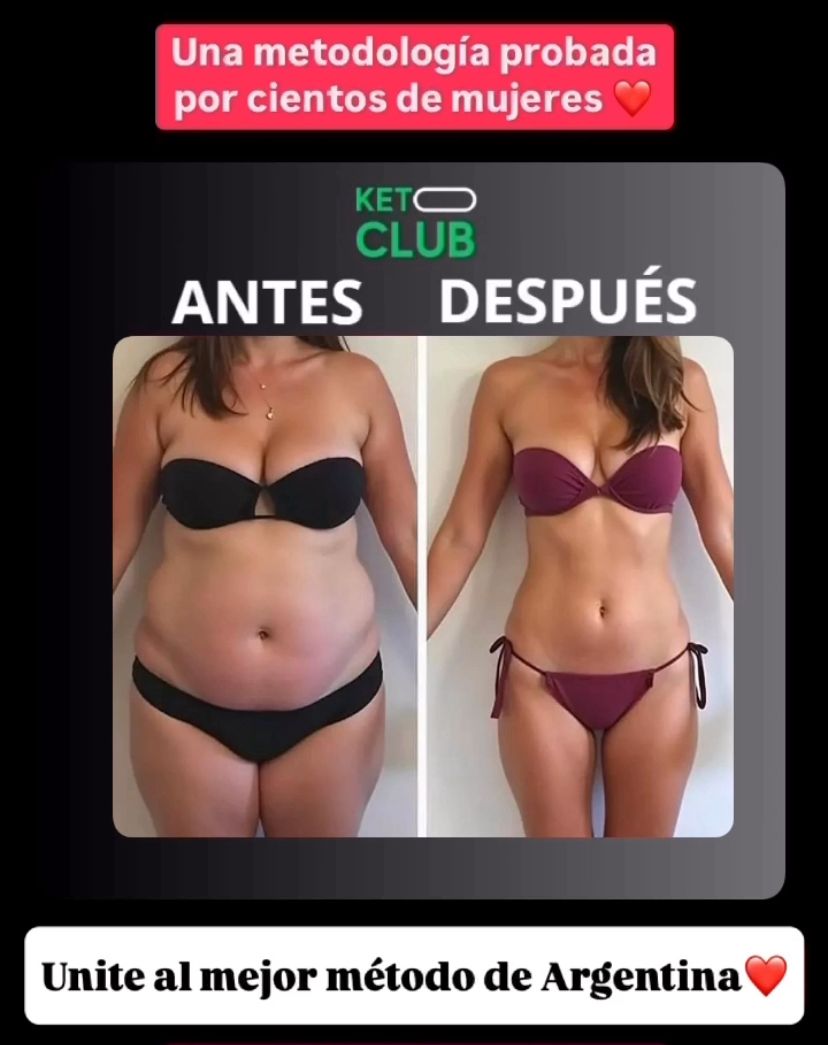 Una metodología probada
por cientos de mujeres ❤️
KETO
CLUB
ANTES DESPUÉS
Unite al mejor método de Argentina❤️